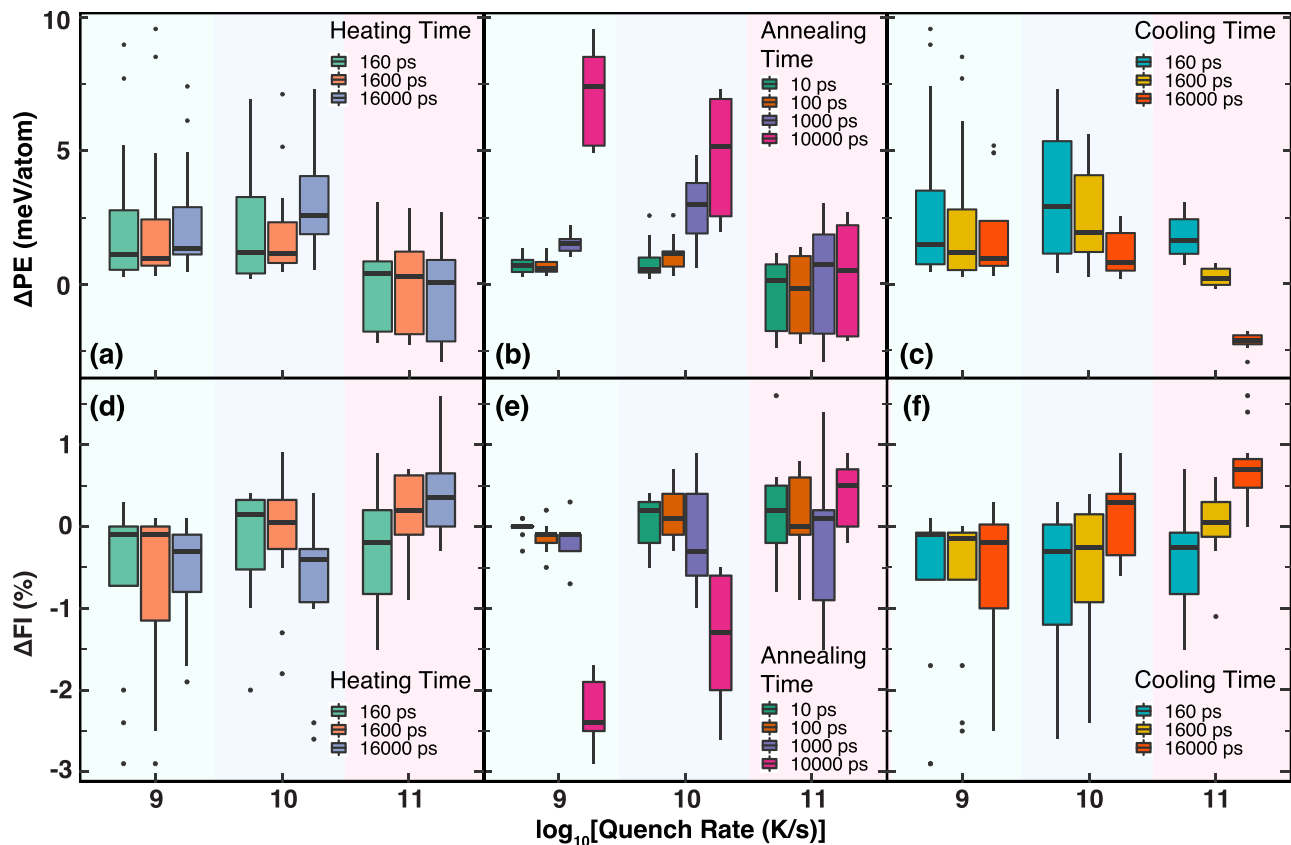 10
5
0
ΔPE (meV/atom)
Heating Time
160 ps
1600 ps
16000 ps
(a)
Annealing
Time
10 ps
100 ps
1000 ps
10000 ps
(b)
Cooling Time
160 ps
1600 ps
16000 ps
(c)
1
0
-1
-2
-3
ΔFI (%)
(d)
Heating Time
160 ps
1600 ps
16000 ps
(e)
Annealing
Time
10 ps
100 ps
1000 ps
10000 ps
(f)
Cooling Time
160 ps
1600 ps
16000 ps
9 10 11 9 10 11 9 10 11
log₁₀[Quench Rate (K/s)]